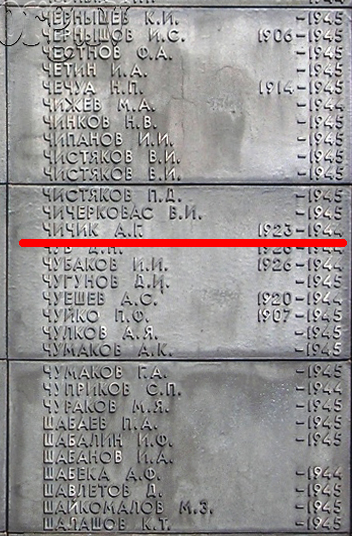 ЧЕРНЫШЕВ К.И. –1945
ЧЕРНЫШОВ И.С. 1906–1945
ЧЕСТНОВ Ф.А. –1945
ЧЕТИН И.А. –1945
ЧЕЧУА Н.П. 1914–1945
ЧИЖЕВ М.А. –1944
ЧИНКОВ Н.В. –1945
ЧИПАНОВ И.И. –1945
ЧИСТЯКОВ В.И. –1945
ЧИСТЯКОВ В.И. –1945
ЧИСТЯКОВ П.Д. –1945
ЧИЧЕРКОВАС В.И.
ЧИЧИК А.П. 1923–1944
ЧУБАКОВ И.И. 1926–1944
ЧУГУНОВ Д.И. –1945
ЧУЕШЕВ А.С. 1920–1944
ЧУЙКО П.Ф. 1907–1945
ЧУЛКОВ А.Я. –1945
ЧУМАКОВ А.К. –1945
ЧУМАКОВ Г.А. –1945
ЧУПРИКОВ С.П. –1944
ЧУРАКОВ М.Я. –1945
ШАБАЕВ П.А. –1945
ШАБАЛИН И.Ф. –1945
ШАБАНОВ И.А.
ШАБЕКА А.Ф. –1944
ШАВЛЕТОВ Д. –1945
ШАЙКОМАЛОВ М.З. –1945
ШАЛАШОВ К.Т. –1945